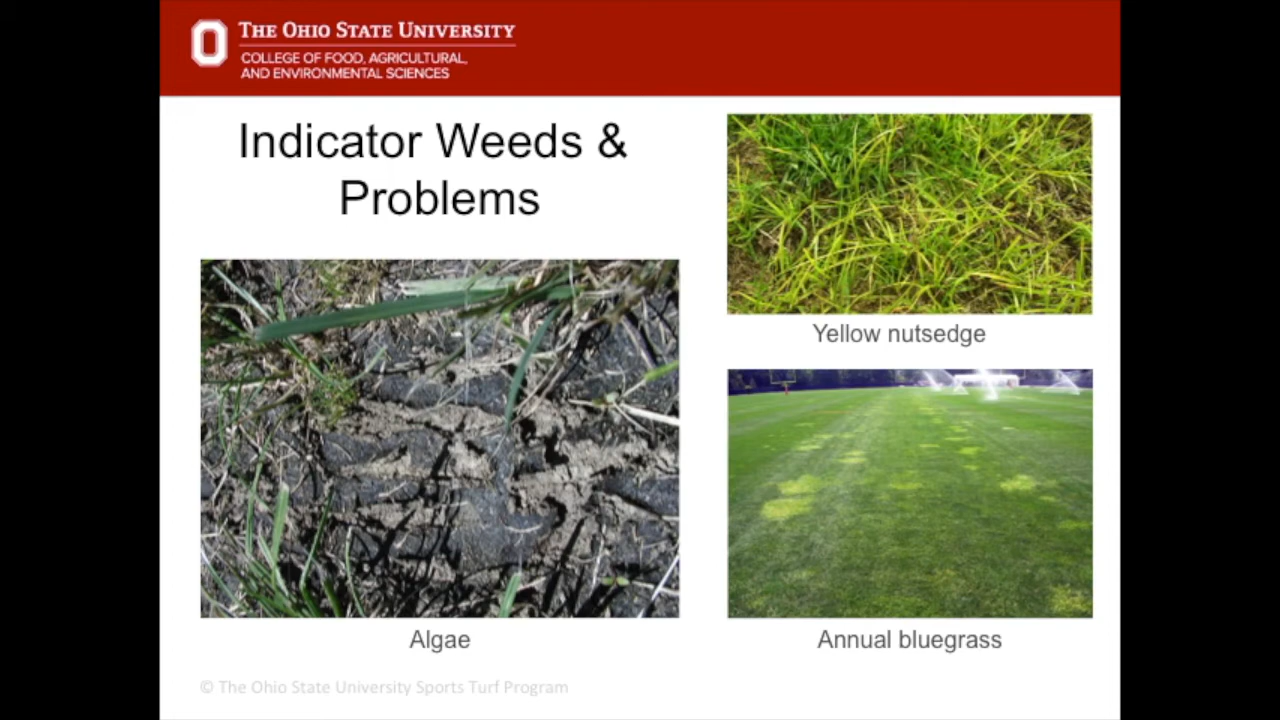 THE OHIO STATE UNIVERSITY
COLLEGE OF FOOD, AGRICULTURAL,
AND ENVIRONMENTAL SCIENCES
Indicator Weeds &
Problems
Yellow nutsedge
Algae
Annual bluegrass
© The Ohio State University Sports Turf Program